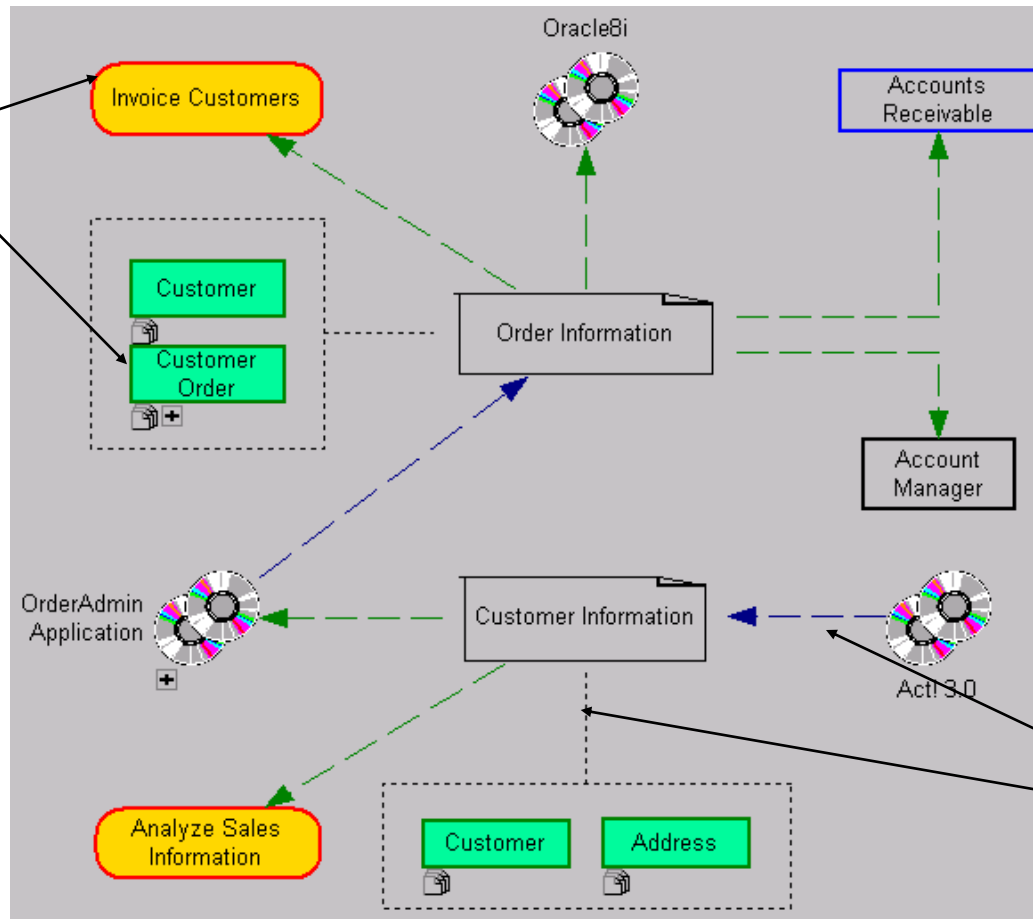 Oracle8i
Invoice Customers
Accounts
Receivable
Customer
Customer
Order
Order Information
Account
Manager
OrderAdmin
Application
Customer Information
Act! 3.0
Analyze Sales
Information
Customer
Address